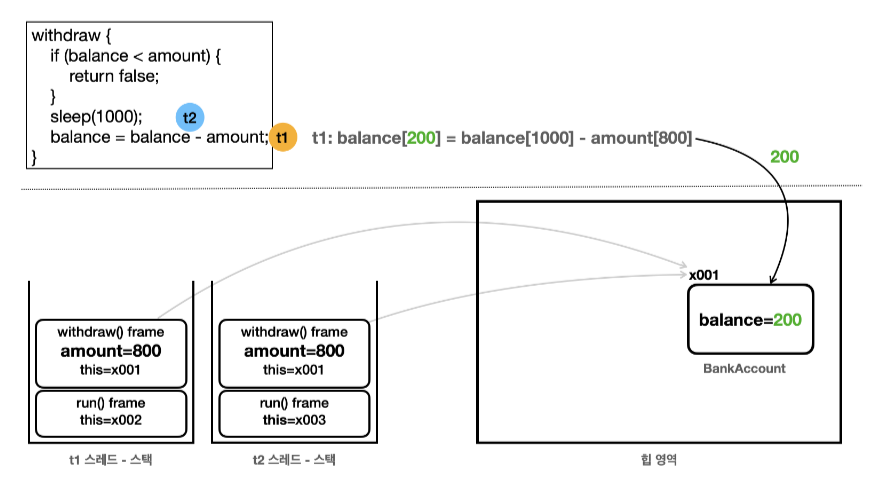 withdraw {
if (balance < amount) {
return false;
}
sleep(1000);
t2
balance = balance - amount;
t1
}
t1: balance[200] = balance[1000] - amount[800]
200
x001
balance=200
BankAccount
withdraw() frame
amount=800
this=x001
run() frame
this=x002
t1 스레드 - 스택
withdraw() frame
amount=800
this=x001
run() frame
this=x003
t2 스레드 - 스택
힙 영역